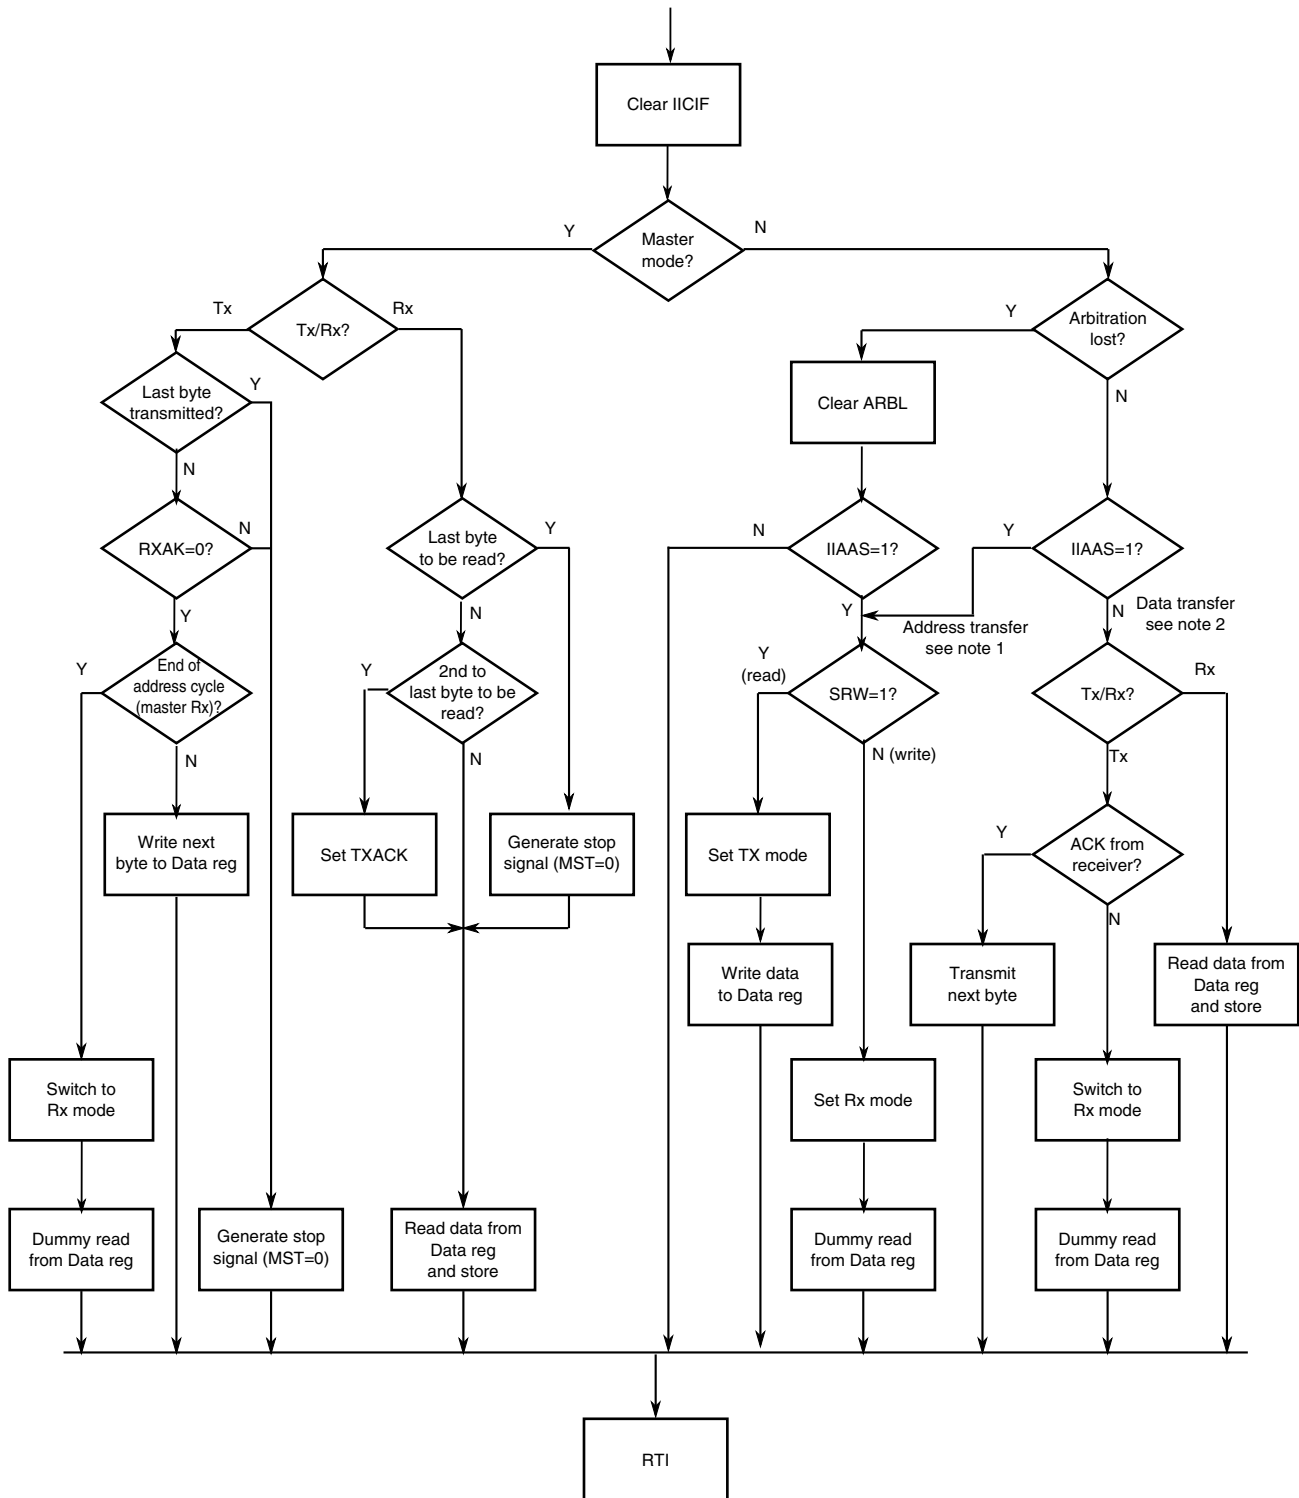 Clear IICIF
Y
N
Master
mode?
Tx
Rx
Y
Tx/Rx?
Arbitration
lost?
Last byte
transmitted?
Y
Clear ARBL
N
N
RXAK=0?
N
Last byte
to be read?
Y
N
IIAAS=1?
Y
IIAAS=1?
Y
N
Y
Address transfer
see note 1
N
Data transfer
see note 2
Y
End of
address cycle
(master Rx)?
Y
2nd to
last byte to be
read?
Y
(read)
SRW=1?
Tx/Rx?
Rx
N
N
N (write)
Tx
Write next
byte to Data reg
Set TXACK
Generate stop
signal (MST=0)
Set TX mode
Y
ACK from
receiver?
N
Write data
to Data reg
Transmit
next byte
Read data from
Data reg
and store
Switch to
Rx mode
Set Rx mode
Switch to
Rx mode
Dummy read
from Data reg
Generate stop
signal (MST=0)
Read data from
Data reg
and store
Dummy read
from Data reg
Dummy read
from Data reg
RTI